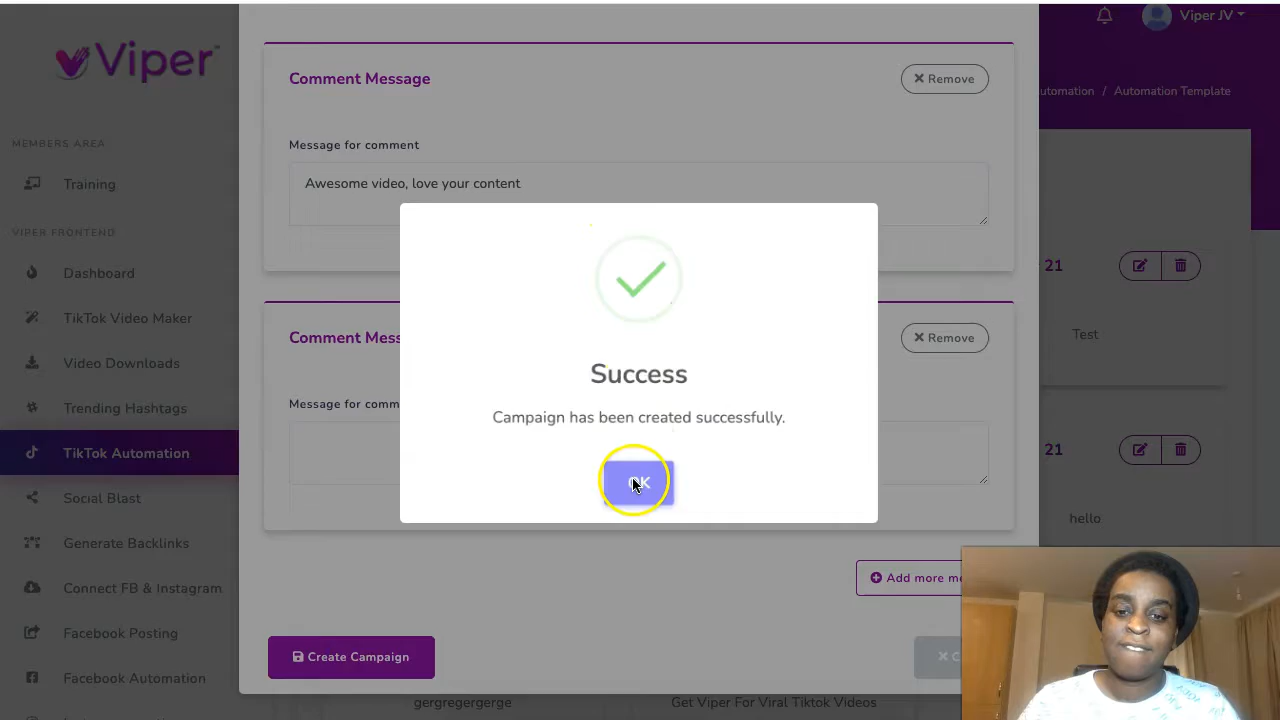 Viper
Viper JV
utomation / Automation Template
MEMBERS AREA
Training
VIPER FRONTEND
Dashboard
TikTok Video Maker
Video Downloads
Trending Hashtags
TikTok Automation
Social Blast
Generate Backlinks
Connect FB & Instagram
Facebook Posting
Facebook Automation
Comment Message
Remove
Message for comment
Awesome video, love your content
Comment Mess
Remove
Message for comm
Success
Campaign has been created successfully.
OK
Add more me
Create Campaign
C
21
Test
21
hello
gergregergerge
Get Viper For Viral Tiktok Videos